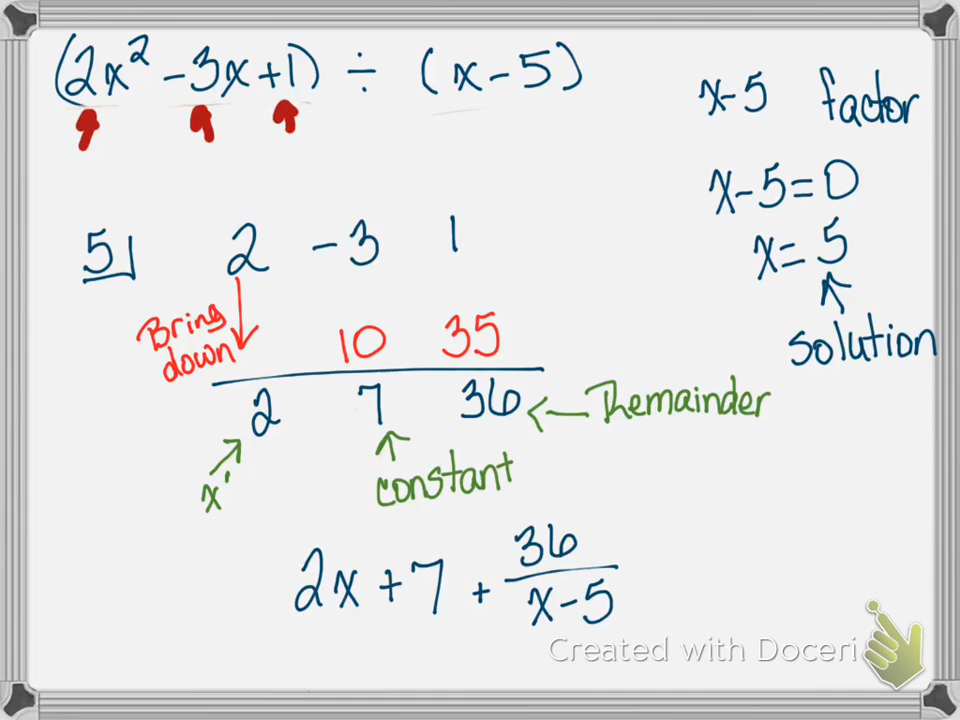 (2x² -3x +1) ÷ (x-5)
x-5 factor
x-5=0
x=5
solution
5⅃ 2 -3 1
Bring
down
10 35
2 7 36 ← Remainder
x¹
constant
2x +7 + 36/(x-5)
Created with Doceri